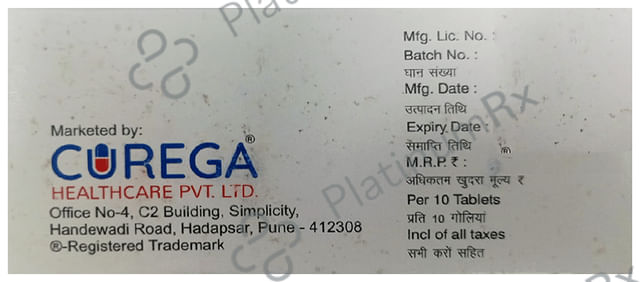 Marketed by:
CUREGA®
HEALTHCARE PVT. LTD.
Office No-4, C2 Building, Simplicity,
Handewadi Road, Hadapsar, Pune - 412308
®-Registered Trademark
Mfg. Lic. No. :
Batch No. :
घान संख्या
Mfg. Date :
उत्पादन तिथि
Expiry Date :
समाप्ति तिथि
M.R.P. ₹ :
अधिकतम खुदरा मूल्य ₹
Per 10 Tablets
प्रति 10 गोलियां
Incl of all taxes
सभी करों सहित
PlatinumRx®
PlatinumRx